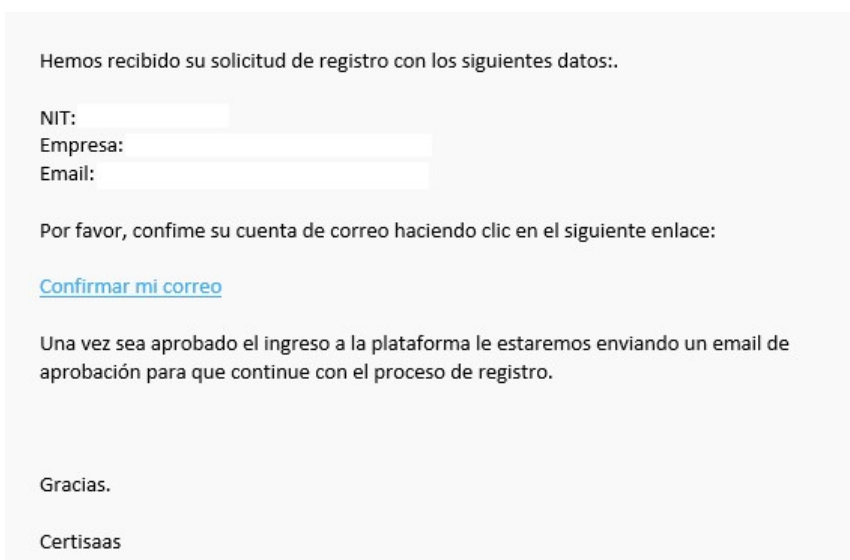 Hemos recibido su solicitud de registro con los siguientes datos:.
NIT:
Empresa:
Email:
Por favor, confime su cuenta de correo haciendo clic en el siguiente enlace:
Confirmar mi correo
Una vez sea aprobado el ingreso a la plataforma le estaremos enviando un email de
aprobación para que continue con el proceso de registro.
Gracias.
Certisaas